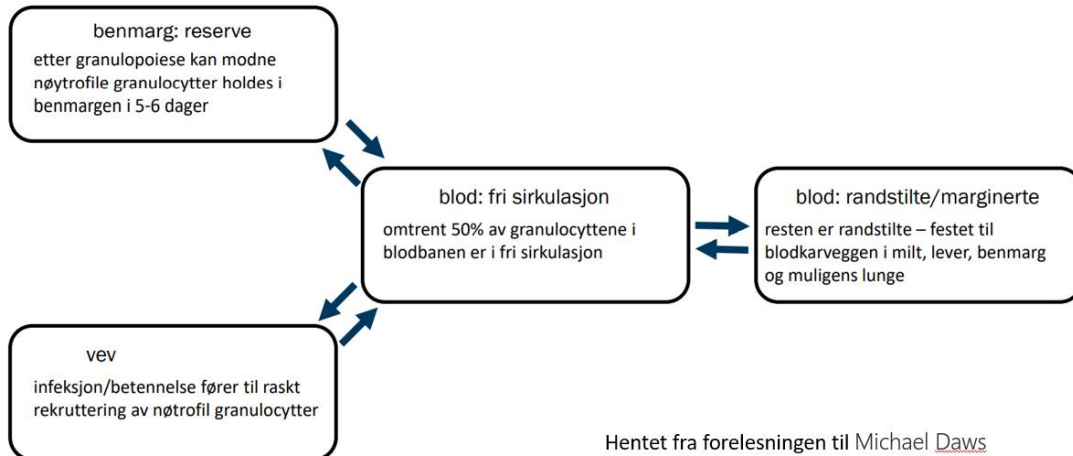 benmarg: reserve
etter granulopoiese kan modne
nøytrofile granulocytter holdes i
benmargen i 5-6 dager
blod: fri sirkulasjon
omtrent 50% av granulocyttene i
blodbanen er i fri sirkulasjon
blod: randstilte/marginerte
resten er randstilte – festet til
blodkarveggen i milt, lever, benmarg
og muligens lunge
vev
infeksjon/betennelse fører til raskt
rekruttering av nøtrofil granulocytter
Hentet fra forelesningen til Michael Daws